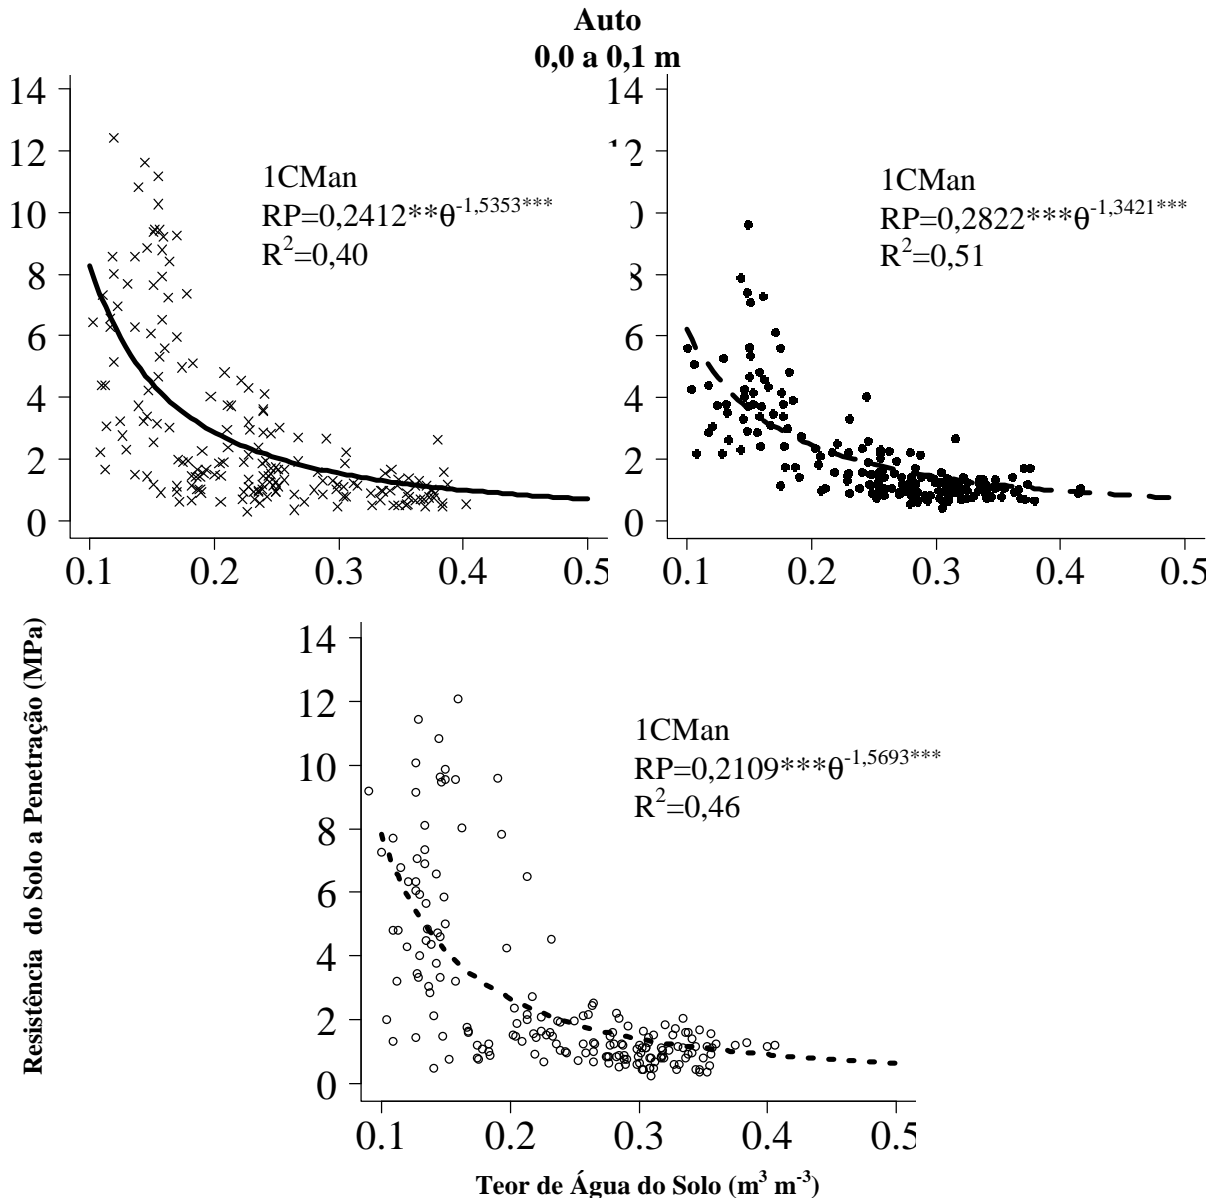 Auto
0,0 a 0,1 m
14
12
10
8
6
4
2
0
0.1 0.2 0.3 0.4 0.5
1CMan
RP=0,2412**θ^-1,5353***
R²=0,40
14
6
4
2
0
0.1 0.2 0.3 0.4 0.5
1CMan
RP=0,2822***θ^-1,3421***
R²=0,51
Resistência do Solo a Penetração (MPa)
14
12
10
8
6
4
2
0
0.1 0.2 0.3 0.4 0.5
1CMan
RP=0,2109***θ^-1,5693***
R²=0,46
Teor de Água do Solo (m³ m⁻³)